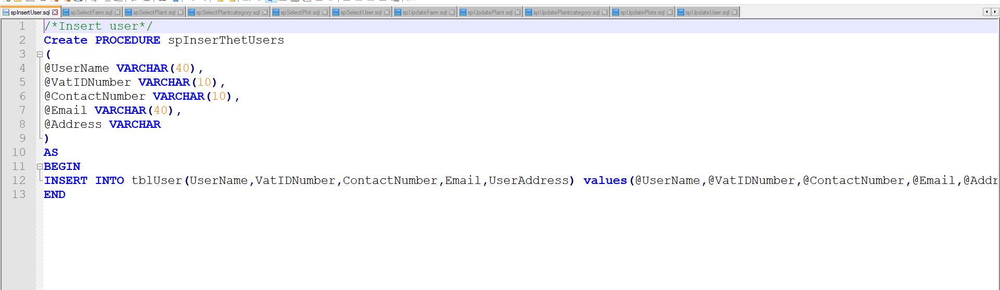 spInsertUser.sql spSelectFarm.sql spSelectPlant.sql spSelectPlantcategory.sql spSelectPlot.sql spSelectUser.sql spUpdateFarm.sql spUpdatePlant.sql spUpdatePlantcategory.sql spUpdatePlots.sql spUpdateUser.sql
1 /*Insert user*/
2 Create PROCEDURE spInserThetUsers
3 (
4 @UserName VARCHAR(40),
5 @VatIDNumber VARCHAR(10),
6 @ContactNumber VARCHAR(10),
7 @Email VARCHAR(40),
8 @Address VARCHAR
9 )
10 AS
11 BEGIN
12 INSERT INTO tblUser(UserName,VatIDNumber,ContactNumber,Email,UserAddress) values(@UserName,@VatIDNumber,@ContactNumber,@Email,@Addr
13 END